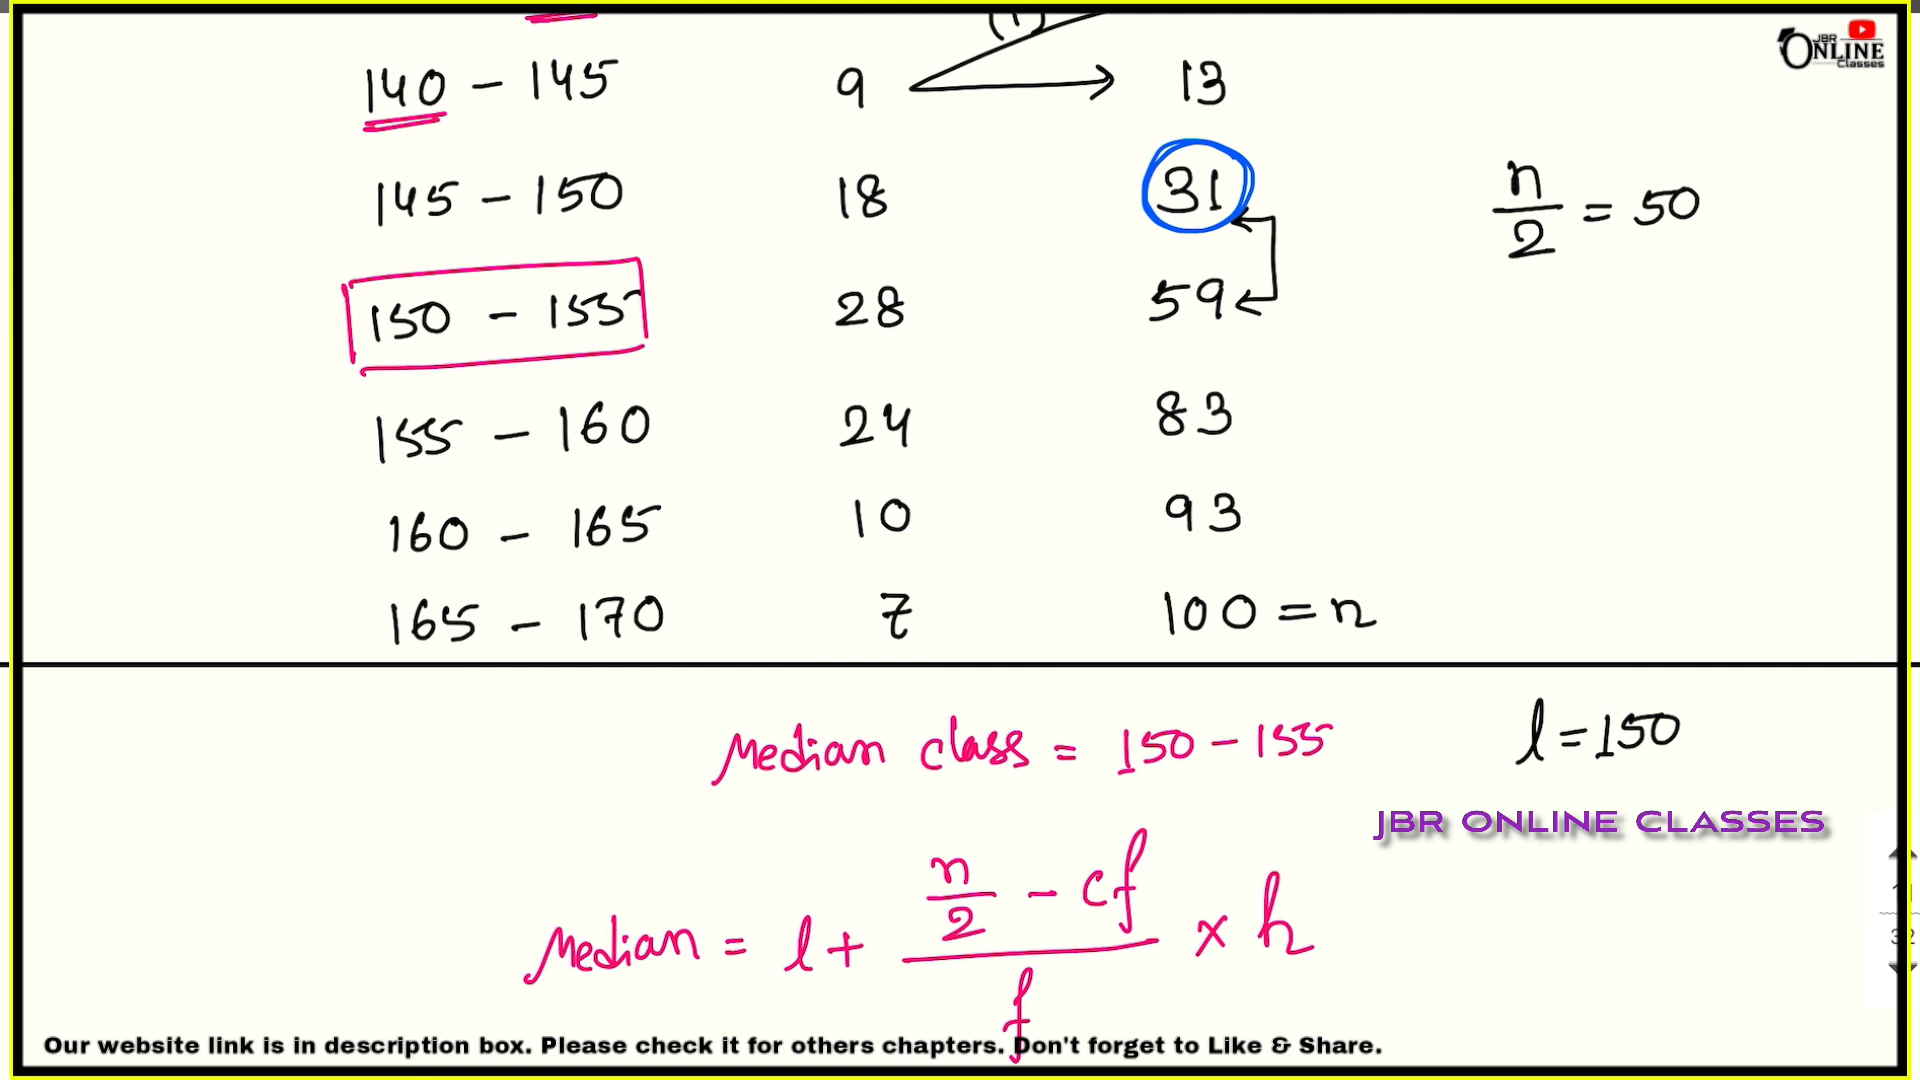 JBR ONLINE Classes
140 - 145 9 13
145 - 150 18 31
n/2 = 50
150 - 155 28 59
155 - 160 24 83
160 - 165 10 93
165 - 170 7 100 = n
Median class = 150 - 155 l = 150
JBR ONLINE CLASSES
Median = l + (n/2 - cf)/f × h
Our website link is in description box. Please check it for others chapters. Don't forget to Like & Share.